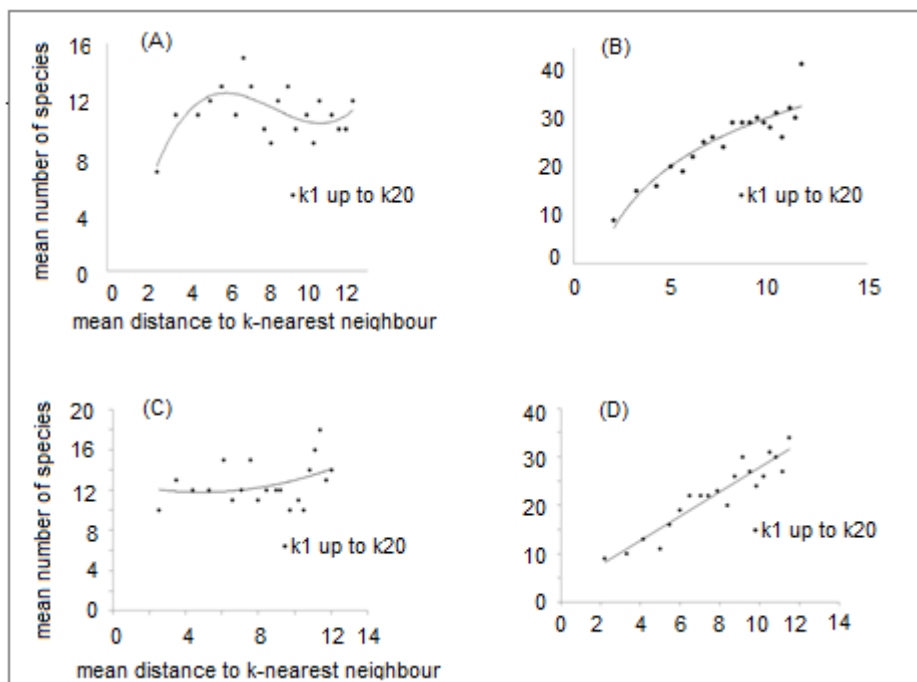 (A)
mean number of species
16
12
8
4
0
0 2 4 6 8 10 12
k1 up to k20
mean distance to k-nearest neighbour
(B)
40
30
20
10
0
0 5 10 15
k1 up to k20
(C)
mean number of species
20
16
12
8
4
0
0 4 8 12 14
k1 up to k20
mean distance to k-nearest neighbour
(D)
40
30
20
10
0
0 2 4 6 8 10 12 14
k1 up to k20